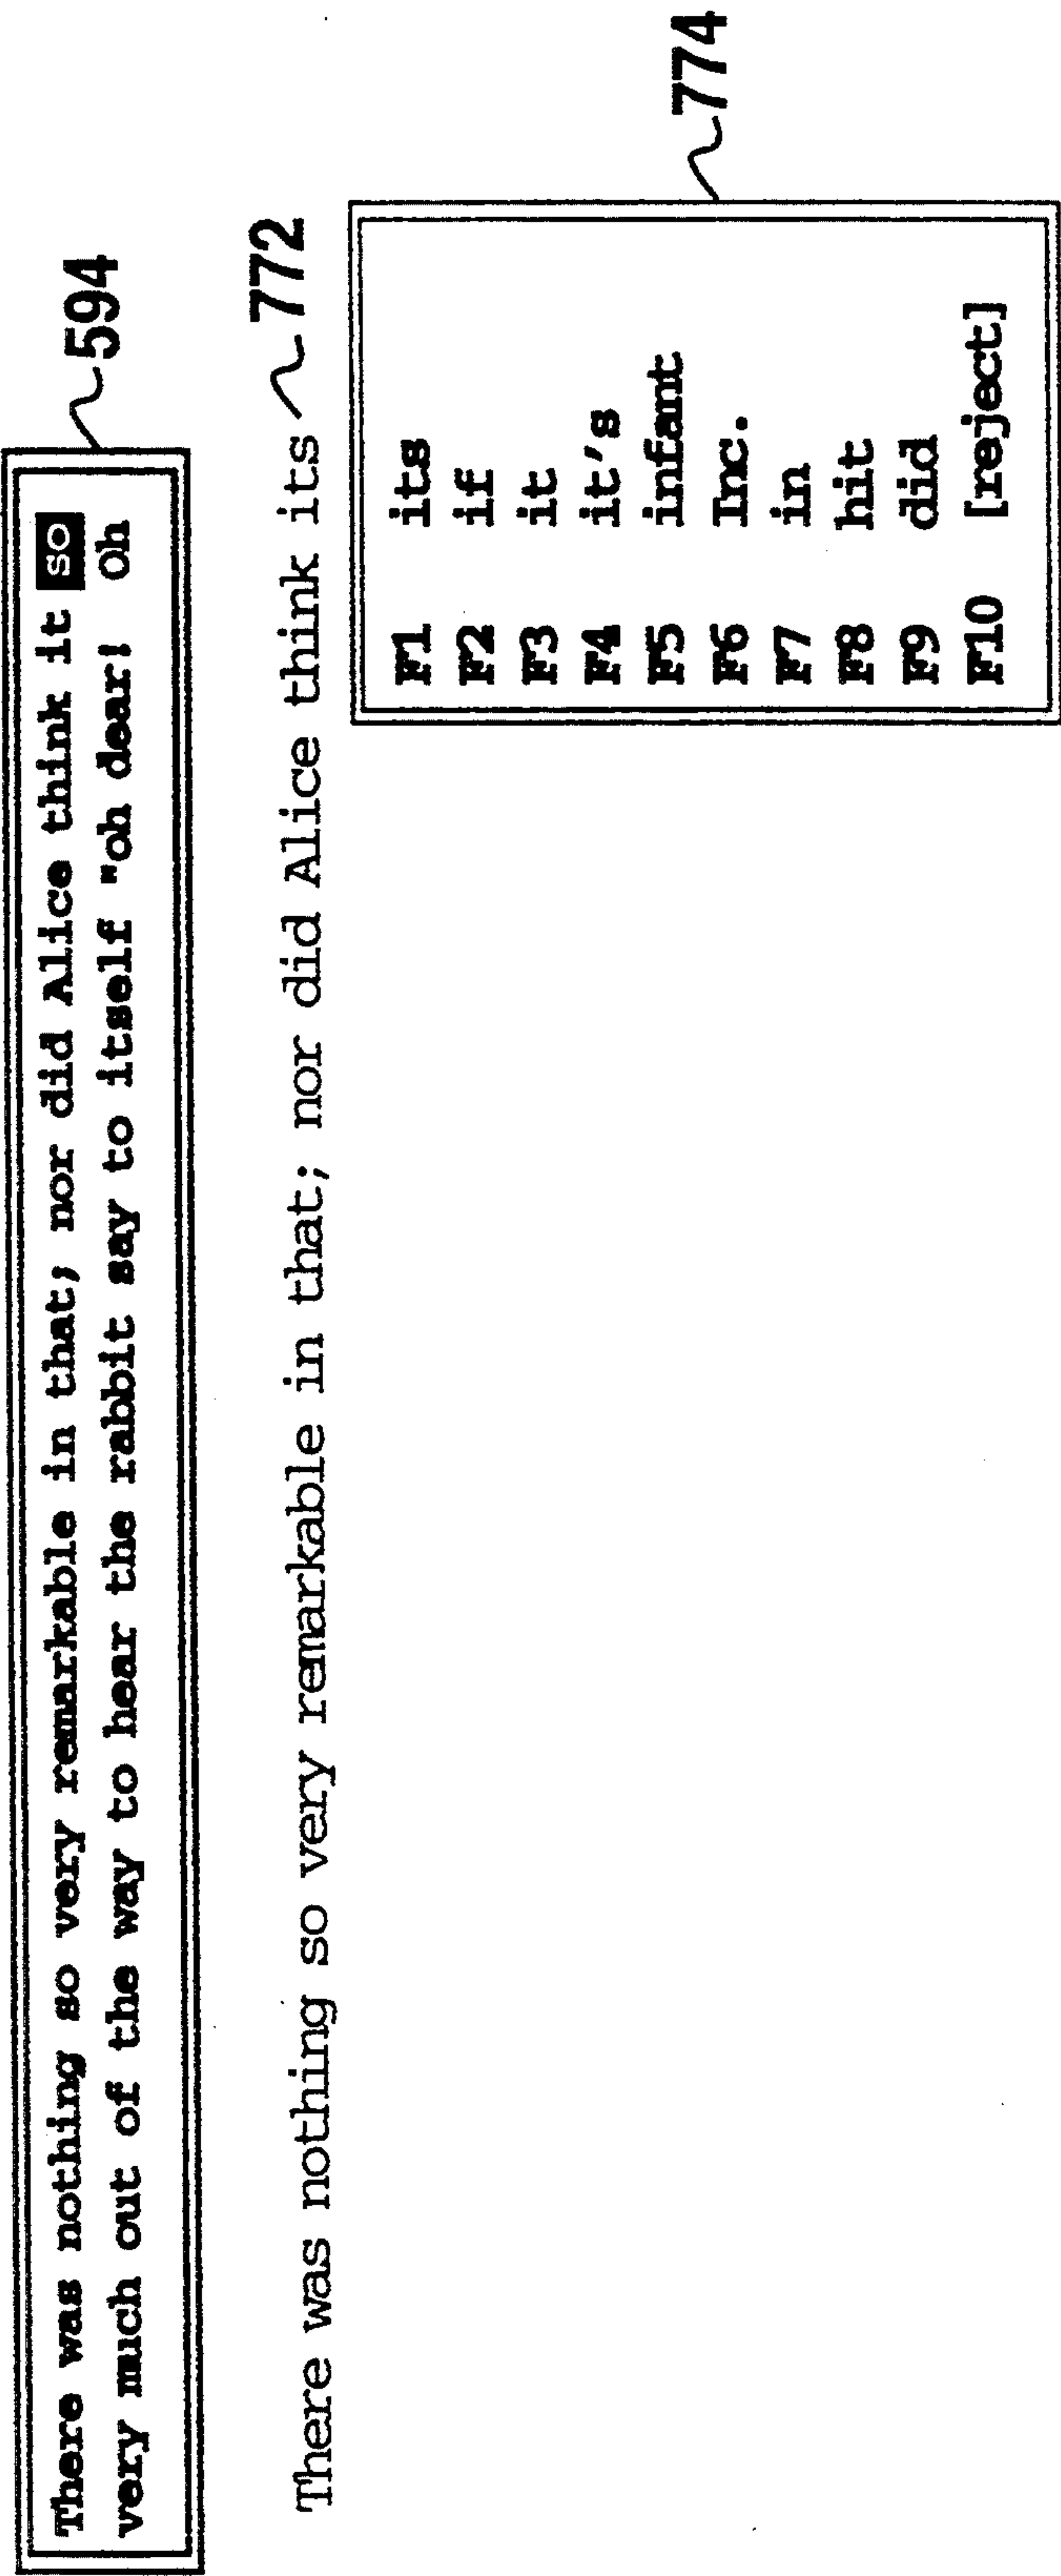 There was nothing so very remarkable in that; nor did Alice think it so
very much out of the way to hear the rabbit say to itself "oh dear! Oh
594
There was nothing so very remarkable in that; nor did Alice think its
772
F1 its
F2 if
F3 it
F4 it's
F5 infant
F6 Inc.
F7 in
F8 hit
F9 did
F10 [reject]
774